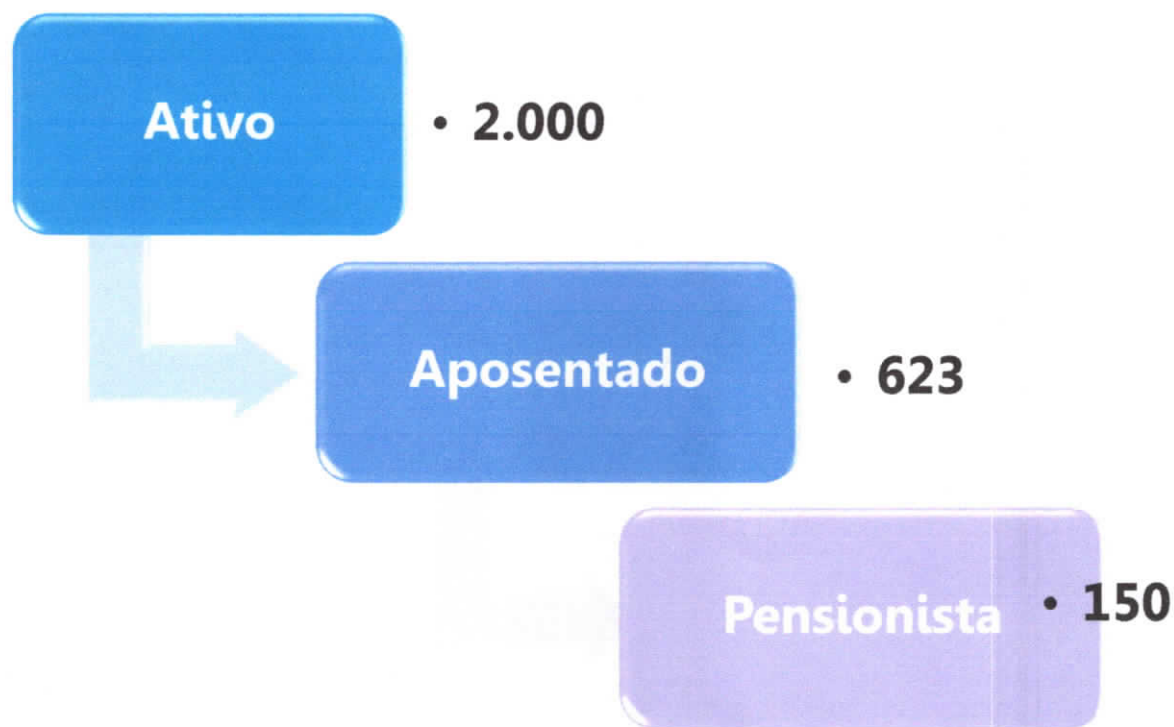 Ativo
• 2.000
Aposentado
• 623
Pensionista
• 150